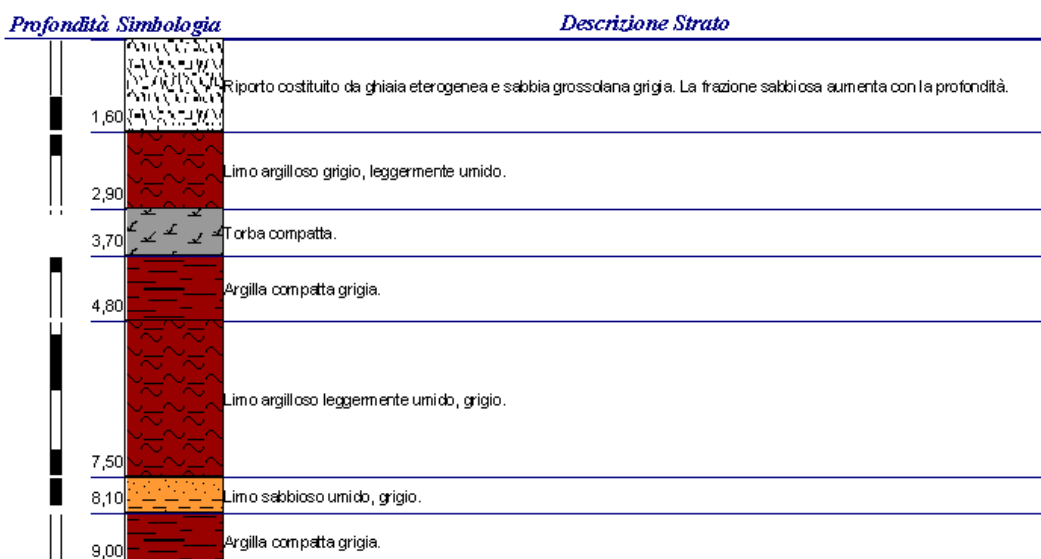 Profondità Simbologia Descrizione Strato
Riporto costituito da ghiaia eterogenea e sabbia grossolana grigia. La frazione sabbiosa aumenta con la profondità.
1,60
Limo argilloso grigio, leggermente umido.
2,90
Torba compatta.
3,70
Argilla compatta grigia.
4,80
Limo argilloso leggermente umido, grigio.
7,50
8,10 Limo sabbioso umido, grigio.
Argilla compatta grigia.
9,00